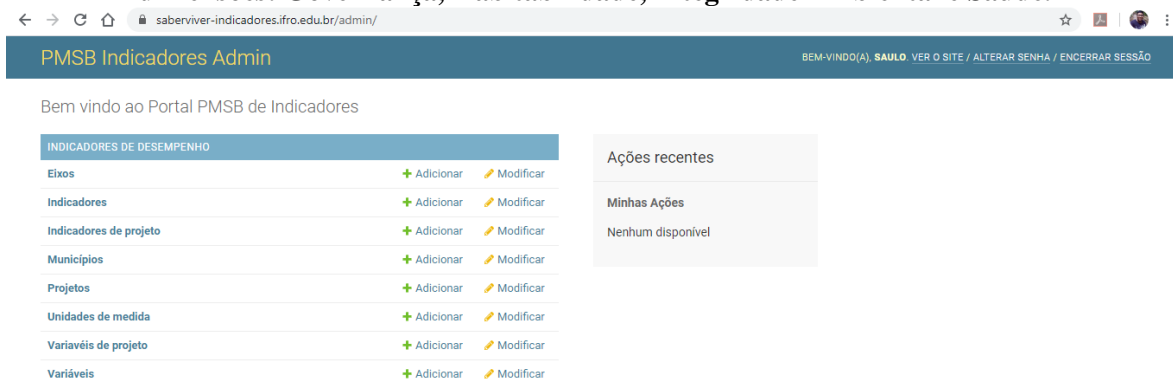 saberviver-indicadores.ifro.edu.br/admin/
PMSB Indicadores Admin
BEM-VINDO(A), SAULO. VER O SITE / ALTERAR SENHA / ENCERRAR SESSÃO
Bem vindo ao Portal PMSB de Indicadores
INDICADORES DE DESEMPENHO
Eixos Adicionar Modificar
Indicadores Adicionar Modificar
Indicadores de projeto Adicionar Modificar
Municípios Adicionar Modificar
Projetos Adicionar Modificar
Unidades de medida Adicionar Modificar
Variavéis de projeto Adicionar Modificar
Variáveis Adicionar Modificar
Ações recentes
Minhas Ações
Nenhum disponível